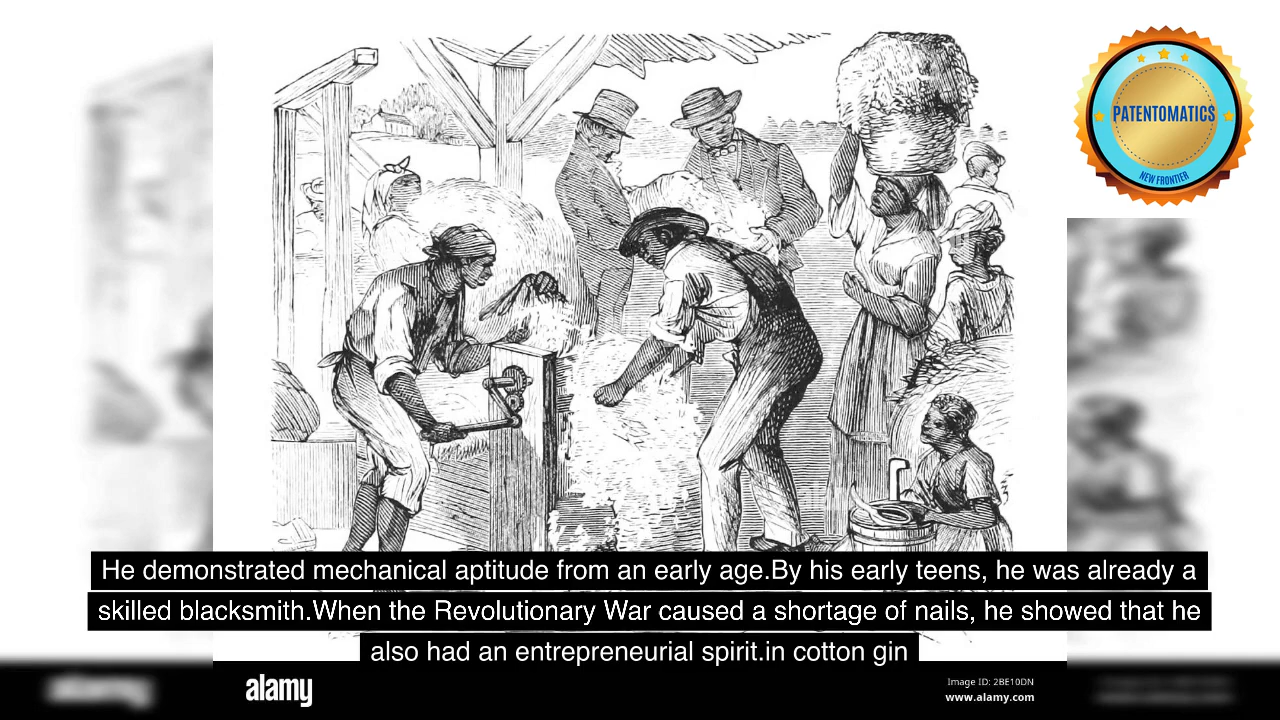 PATENTOMATICS
NEW FRONTIER
He demonstrated mechanical aptitude from an early age.By his early teens, he was already a
skilled blacksmith.When the Revolutionary War caused a shortage of nails, he showed that he
also had an entrepreneurial spirit.in cotton gin
alamy
Image ID: 2BE10DN
www.alamy.com